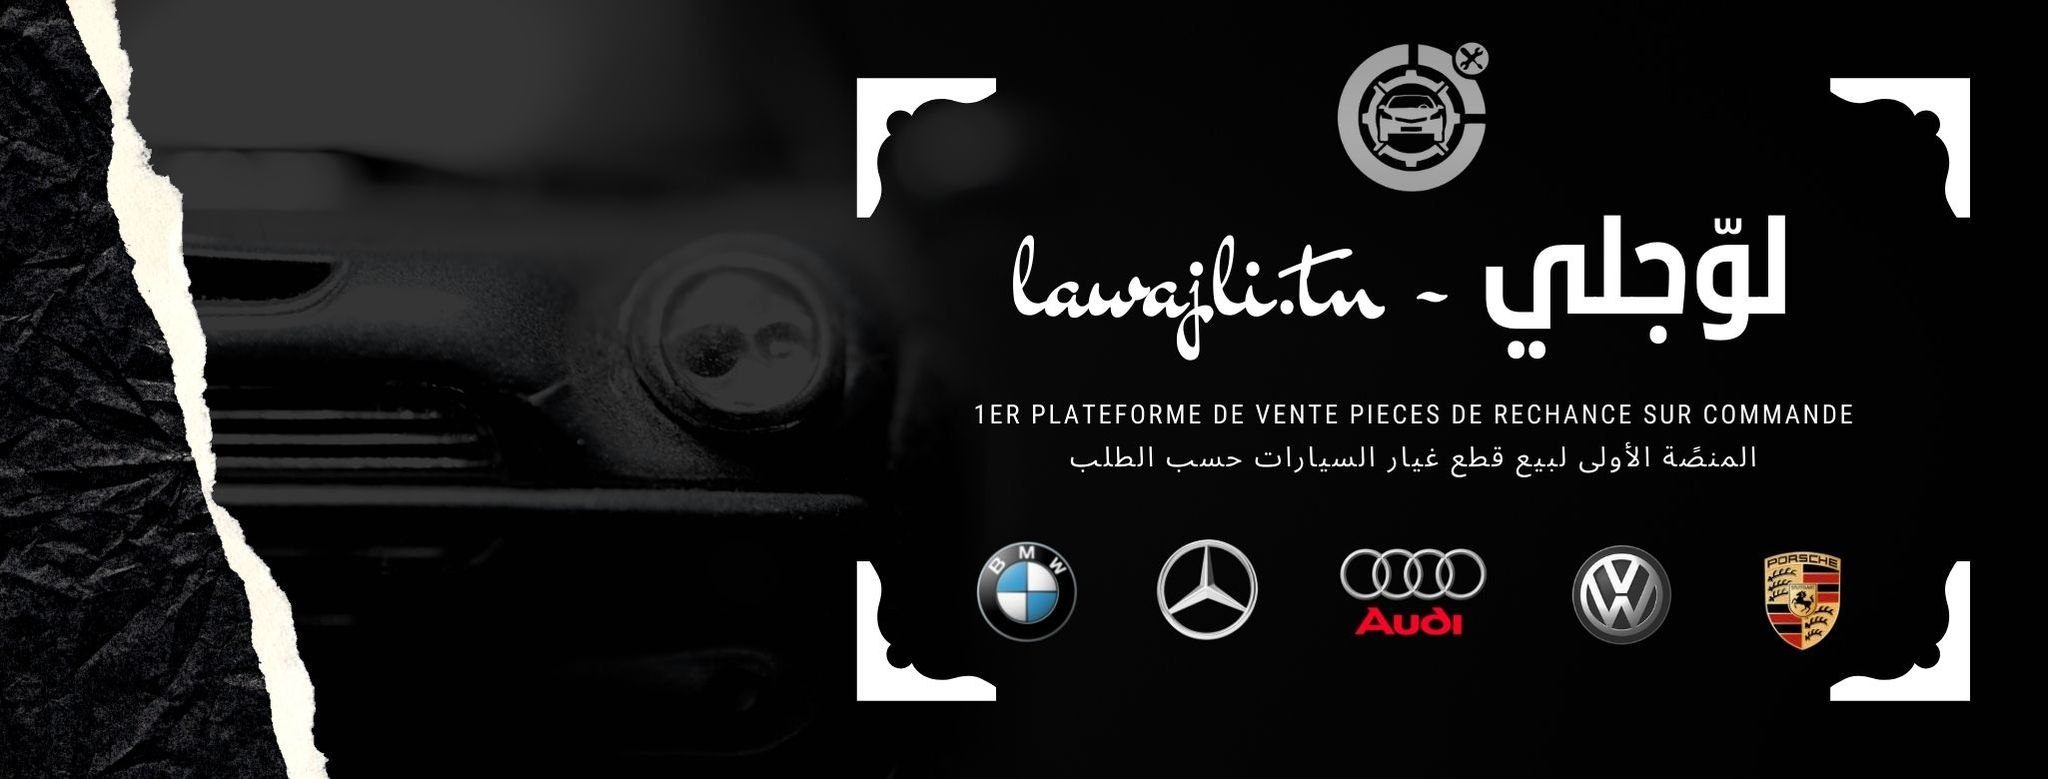 lawajli.tn - لوّجلي
1ER PLATEFORME DE VENTE PIECES DE RECHANCE SUR COMMANDE
المنصًة الأولى لبيع قطع غيار السيارات حسب الطلب
BMW
Audi
PORSCHE